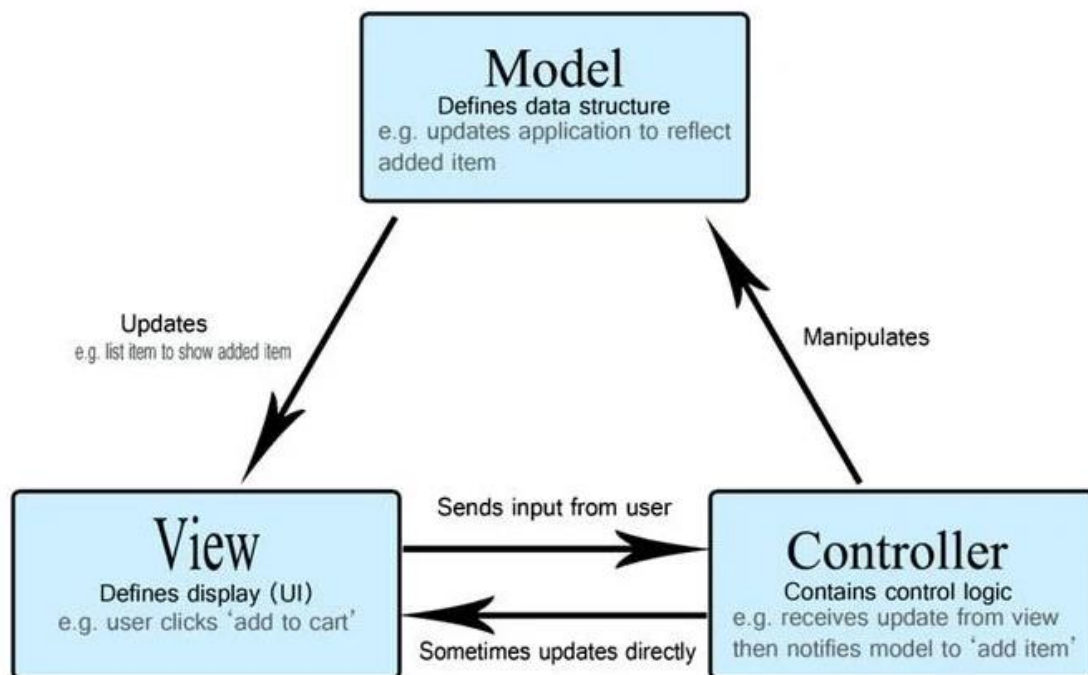 Model
Defines data structure
e.g. updates application to reflect
added item
Updates
e.g. list item to show added item
Manipulates
View
Defines display (UI)
e.g. user clicks ‘add to cart’
Sends input from user
Sometimes updates directly
Controller
Contains control logic
e.g. receives update from view
then notifies model to ‘add item’